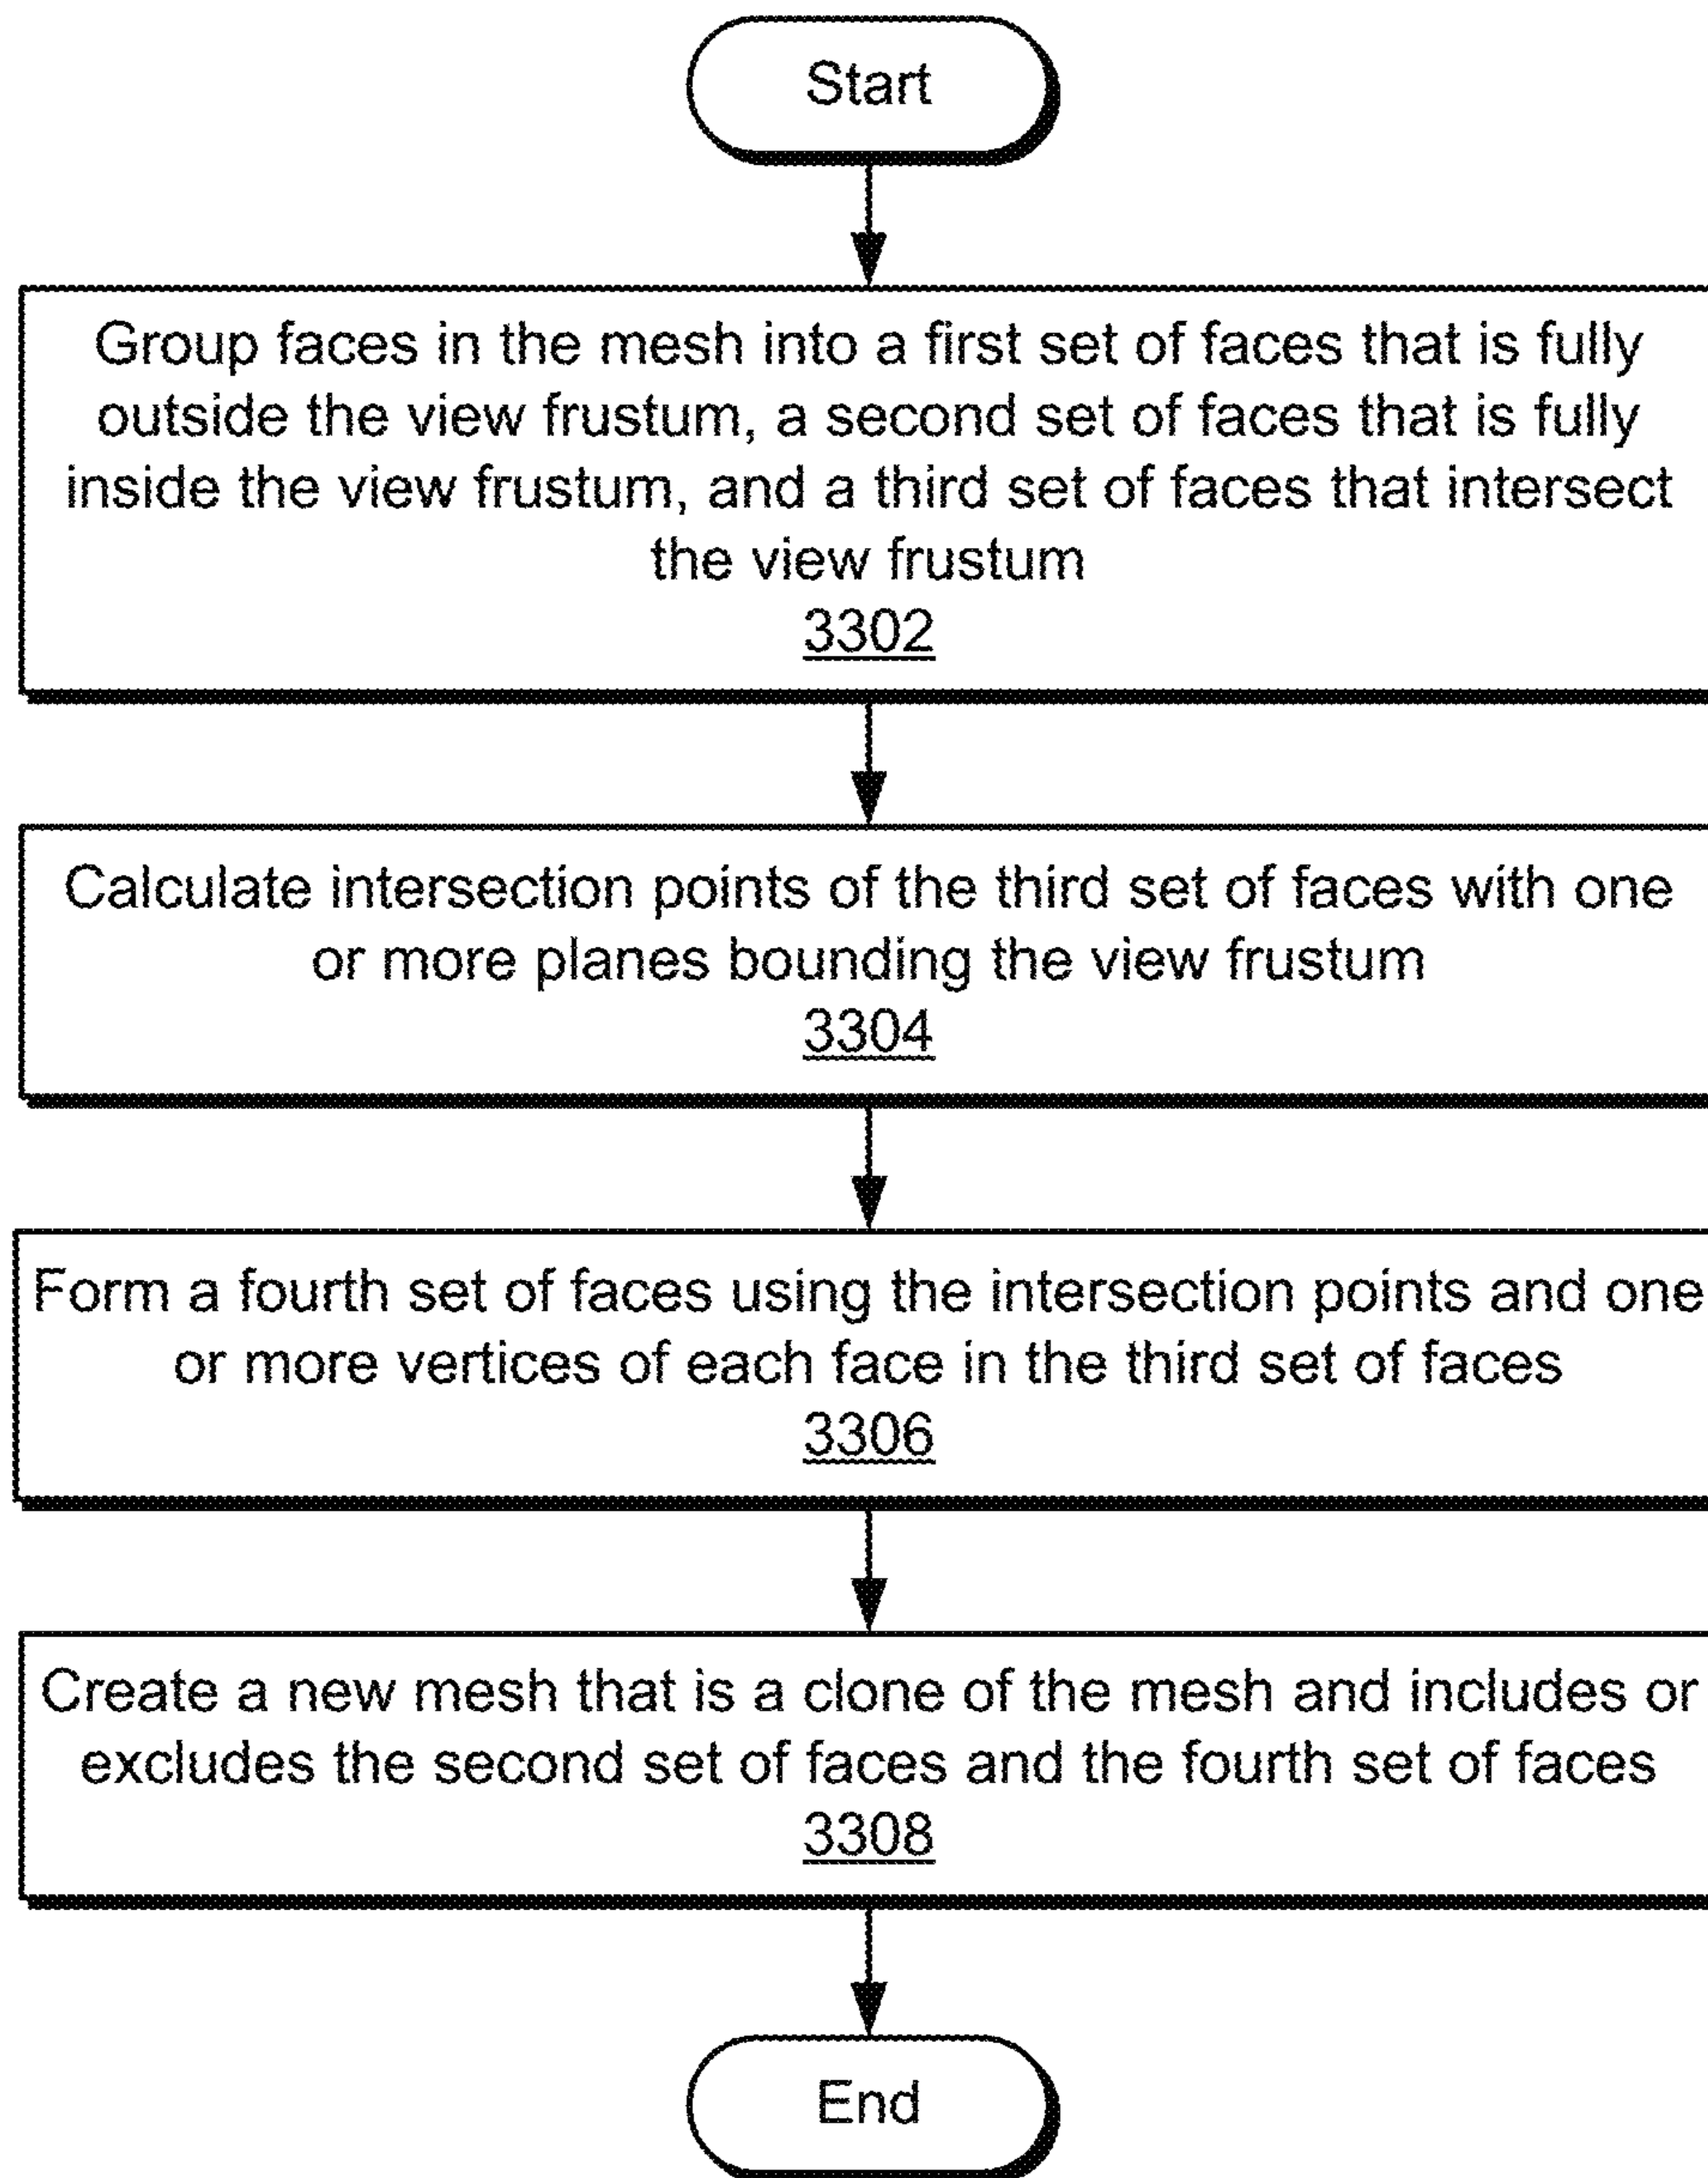 Start
Group faces in the mesh into a first set of faces that is fully
outside the view frustum, a second set of faces that is fully
inside the view frustum, and a third set of faces that intersect
the view frustum
3302
Calculate intersection points of the third set of faces with one
or more planes bounding the view frustum
3304
Form a fourth set of faces using the intersection points and one
or more vertices of each face in the third set of faces
3306
Create a new mesh that is a clone of the mesh and includes or
excludes the second set of faces and the fourth set of faces
3308
End